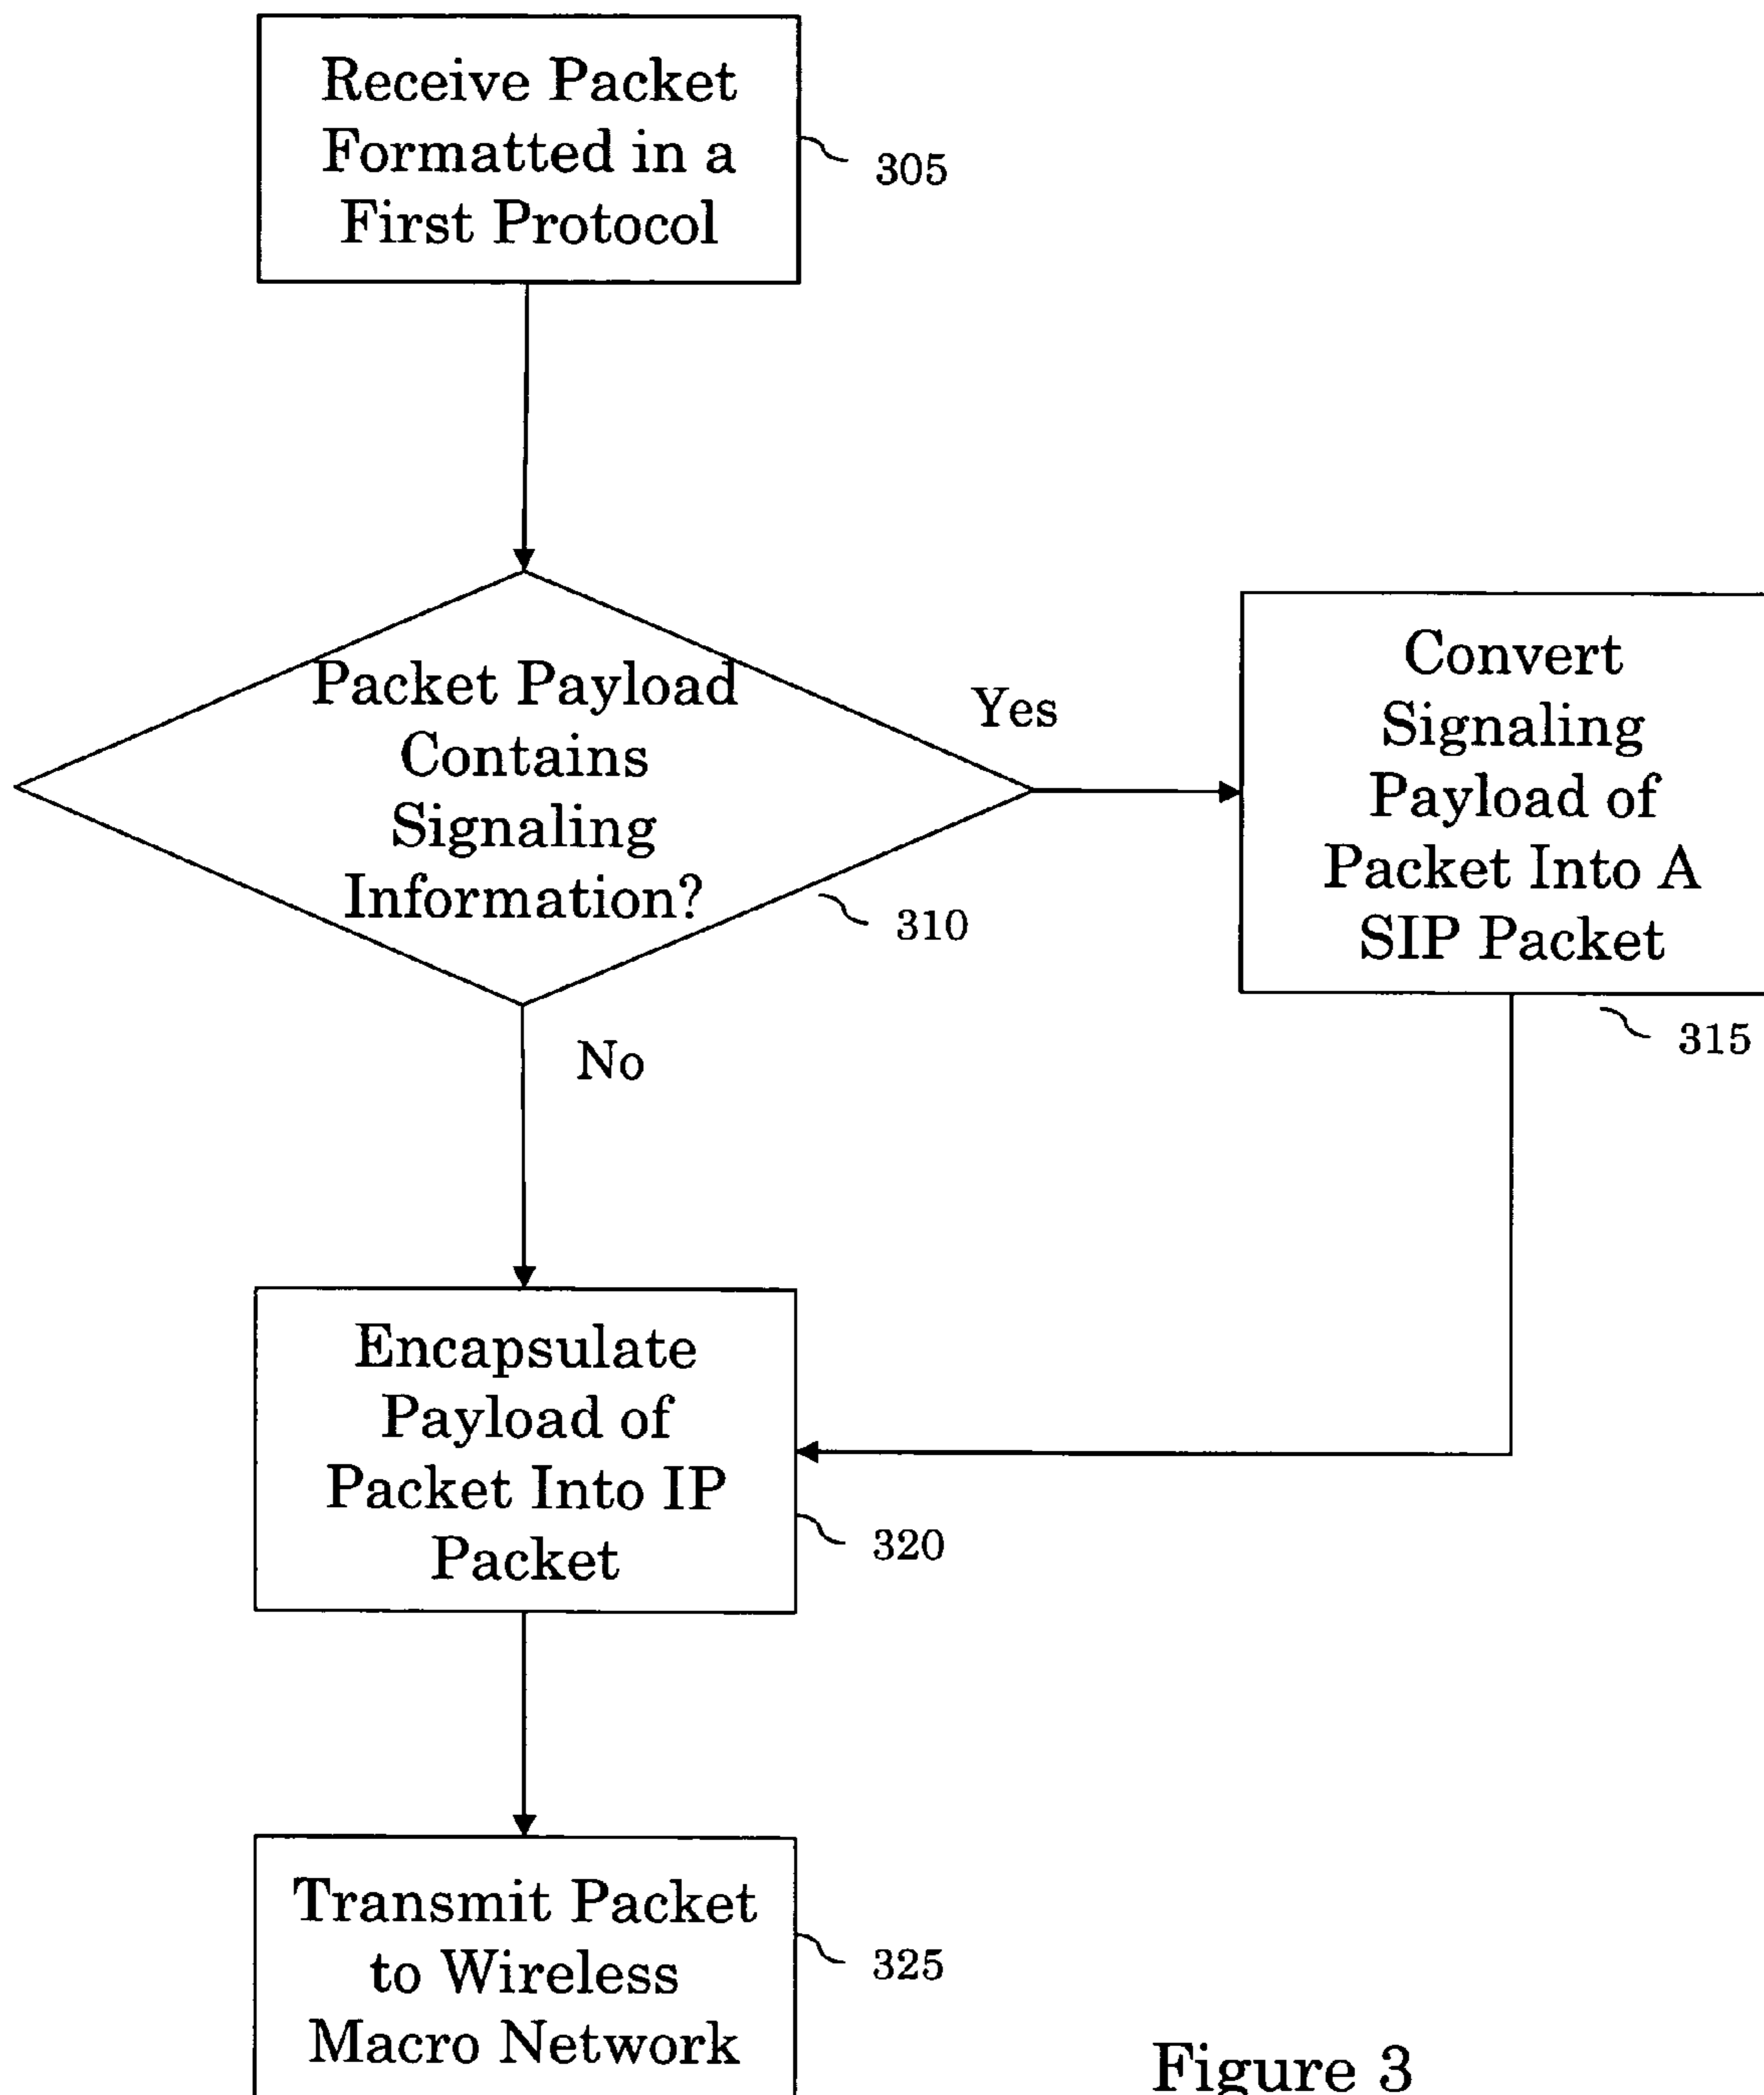 Receive Packet
Formatted in a
First Protocol
305
Packet Payload
Contains
Signaling
Information?
310
Yes
Convert
Signaling
Payload of
Packet Into A
SIP Packet
315
No
Encapsulate
Payload of
Packet Into IP
Packet
320
Transmit Packet
to Wireless
Macro Network
325
Figure 3